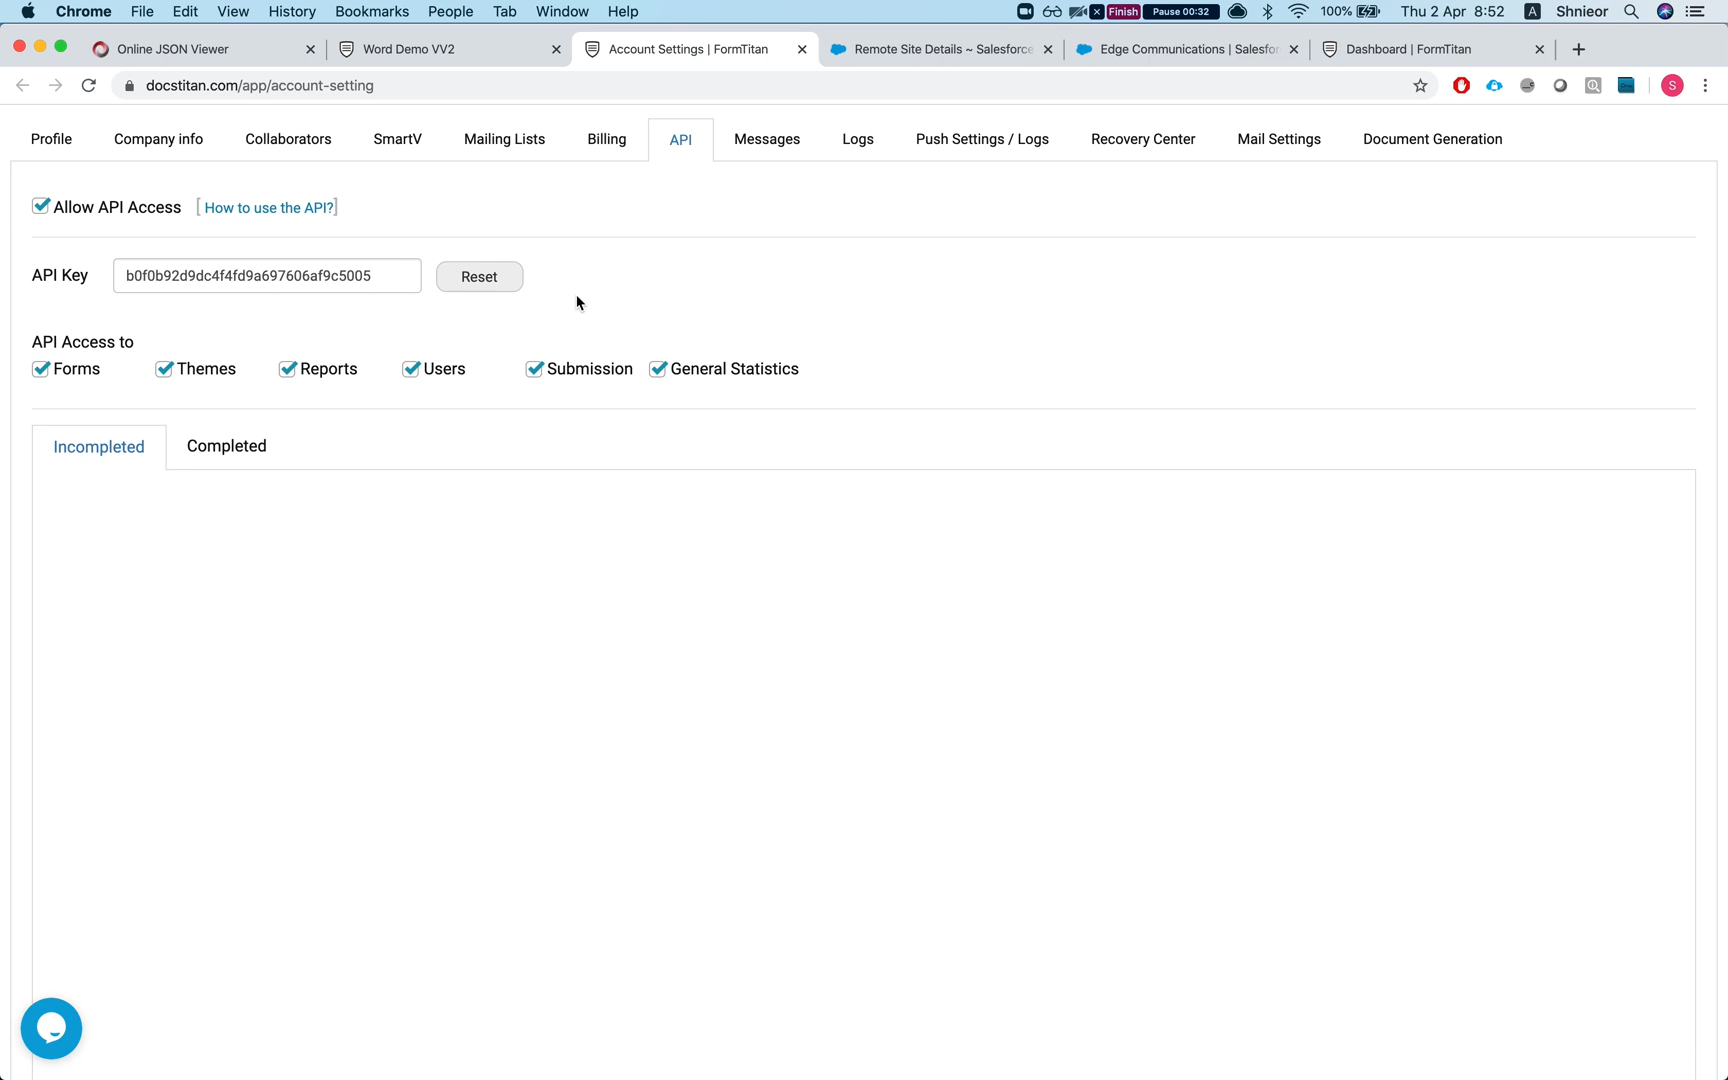 Chrome File Edit View History Bookmarks People Tab Window Help Finish Pause 00:32 100% Thu 2 Apr 8:52 A Shnieor
Online JSON Viewer Word Demo VV2 Account Settings | FormTitan Remote Site Details ~ Salesforce Edge Communications | Salesfor Dashboard | FormTitan
docstitan.com/app/account-setting S
Profile Company info Collaborators SmartV Mailing Lists Billing API Messages Logs Push Settings / Logs Recovery Center Mail Settings Document Generation
Allow API Access [ How to use the API?]
API Key b0f0b92d9dc4f4fd9a697606af9c5005 Reset
API Access to
Forms Themes Reports Users Submission General Statistics
Incompleted Completed